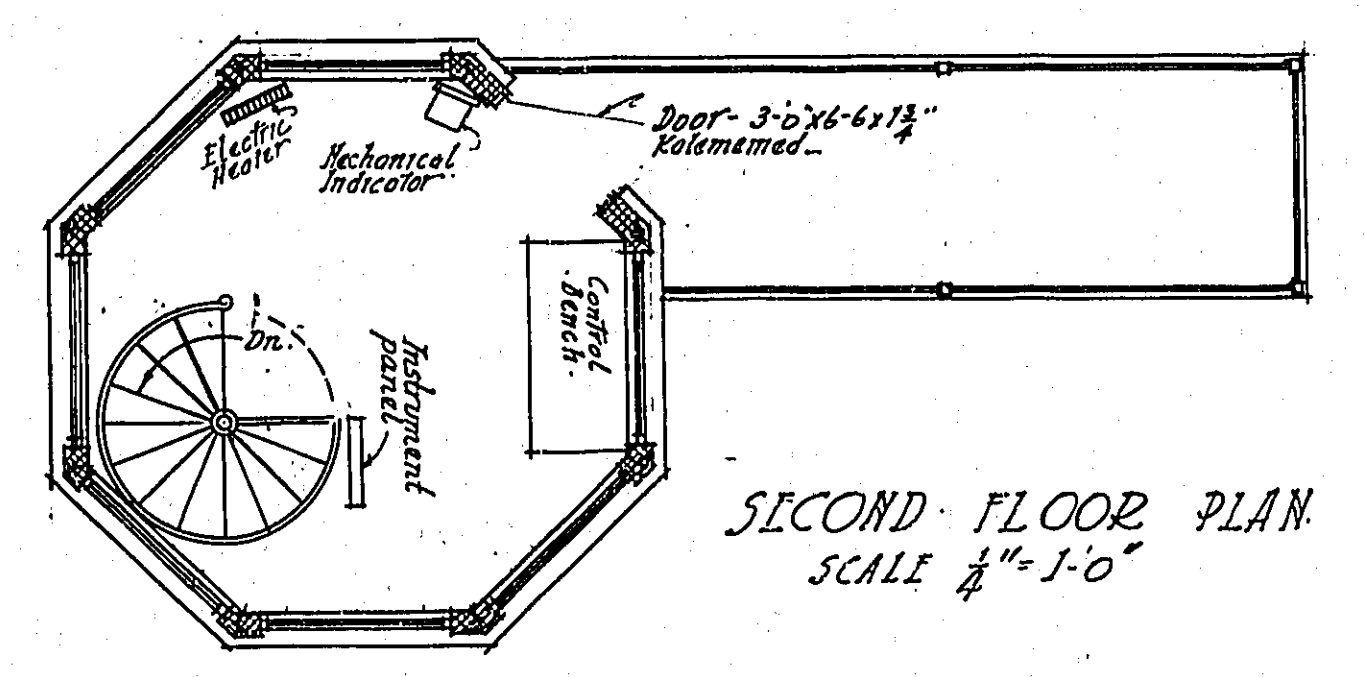 Door- 3-'0"x6-6x1¾"
Kalamemed
Electric
Heater
Mechanical
Indicator
Control
Bench.
Dn.
Instrument
panel
SECOND FLOOR PLAN.
SCALE ¼"=1-'0"